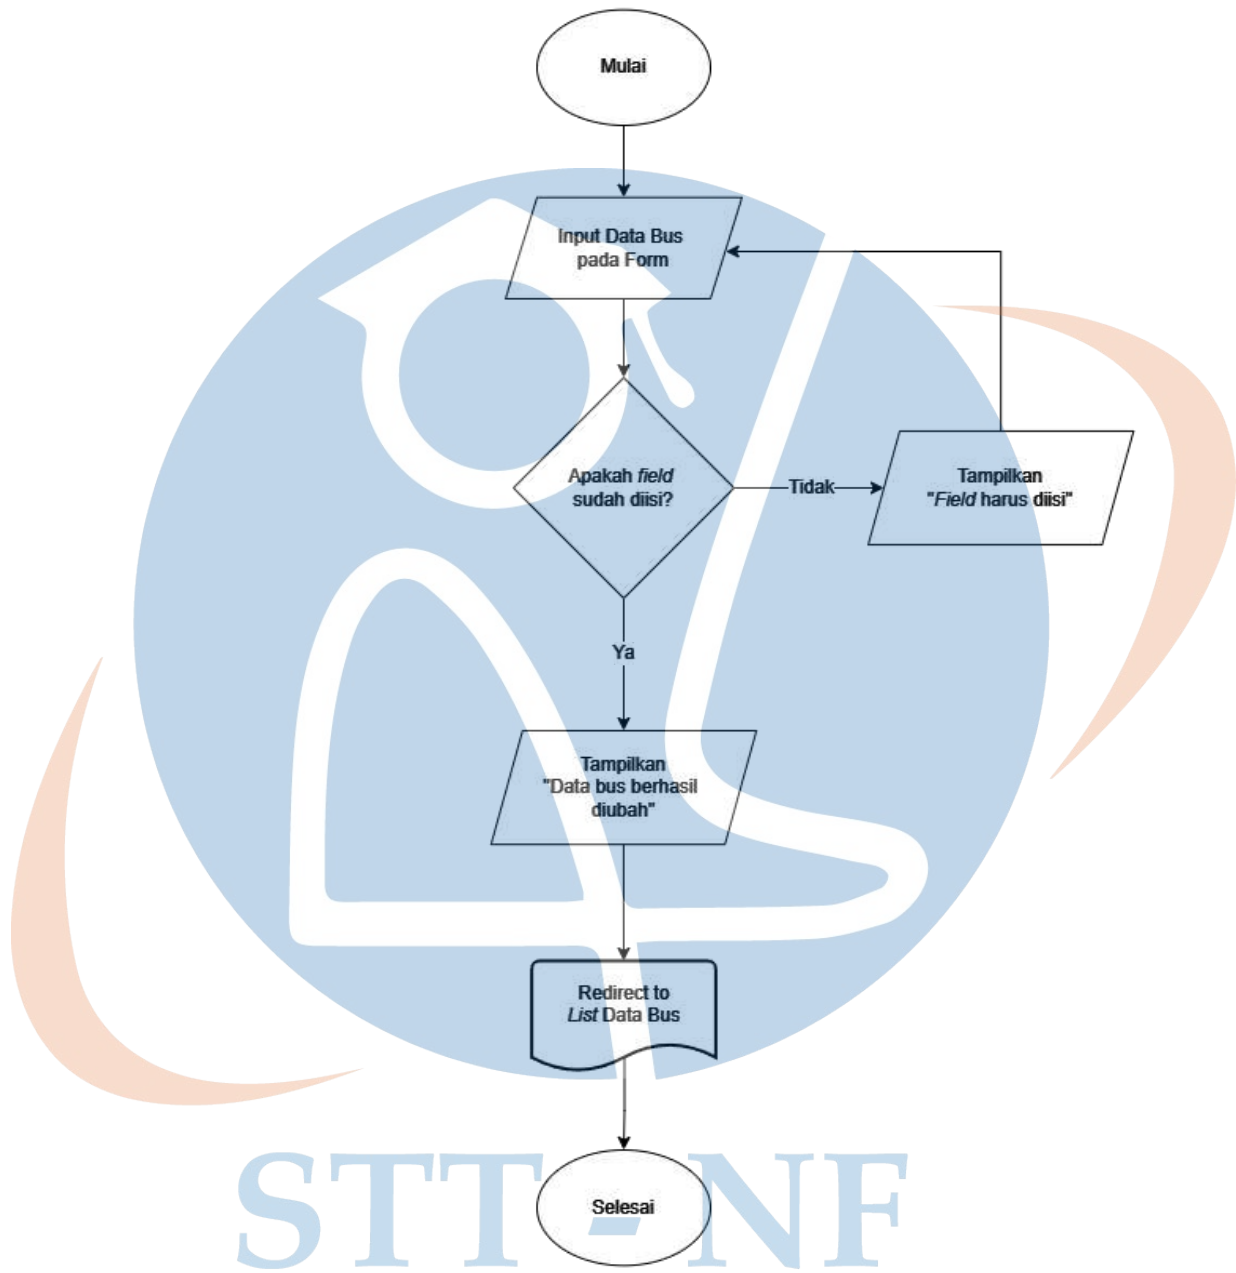 Mulai
Input Data Bus
pada Form
Apakah field
sudah diisi?
Tidak
Tampilkan
"Field harus diisi"
Ya
Tampilkan
"Data bus berhasil
diubah"
Redirect to
List Data Bus
Selesai
STT - NF